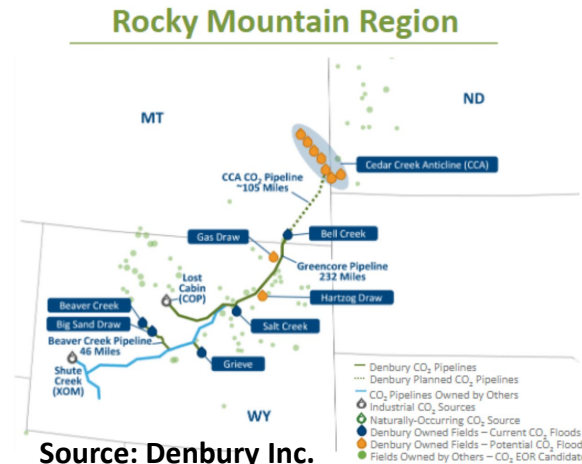 Rocky Mountain Region
ND
MT
Cedar Creek Anticline (CCA)
CCA CO₂ Pipeline
~105 Miles
Gas Draw
Bell Creek
Greencore Pipeline
232 Miles
Lost
Cabin
(COP)
Hartzog Draw
Beaver Creek
Big Sand Draw
Salt Creek
Beaver Creek Pipeline
46 Miles
Grieve
Shute
Creek
(XOM)
WY
Denbury CO₂ Pipelines
Denbury Planned CO₂ Pipelines
CO₂ Pipelines Owned by Others
Industrial CO₂ Sources
Naturally-Occurring CO₂ Source
Denbury Owned Fields – Current CO₂ Floods
Denbury Owned Fields – Potential CO₂ Flood
Fields Owned by Others – CO₂ EOR Candidat
Source: Denbury Inc.